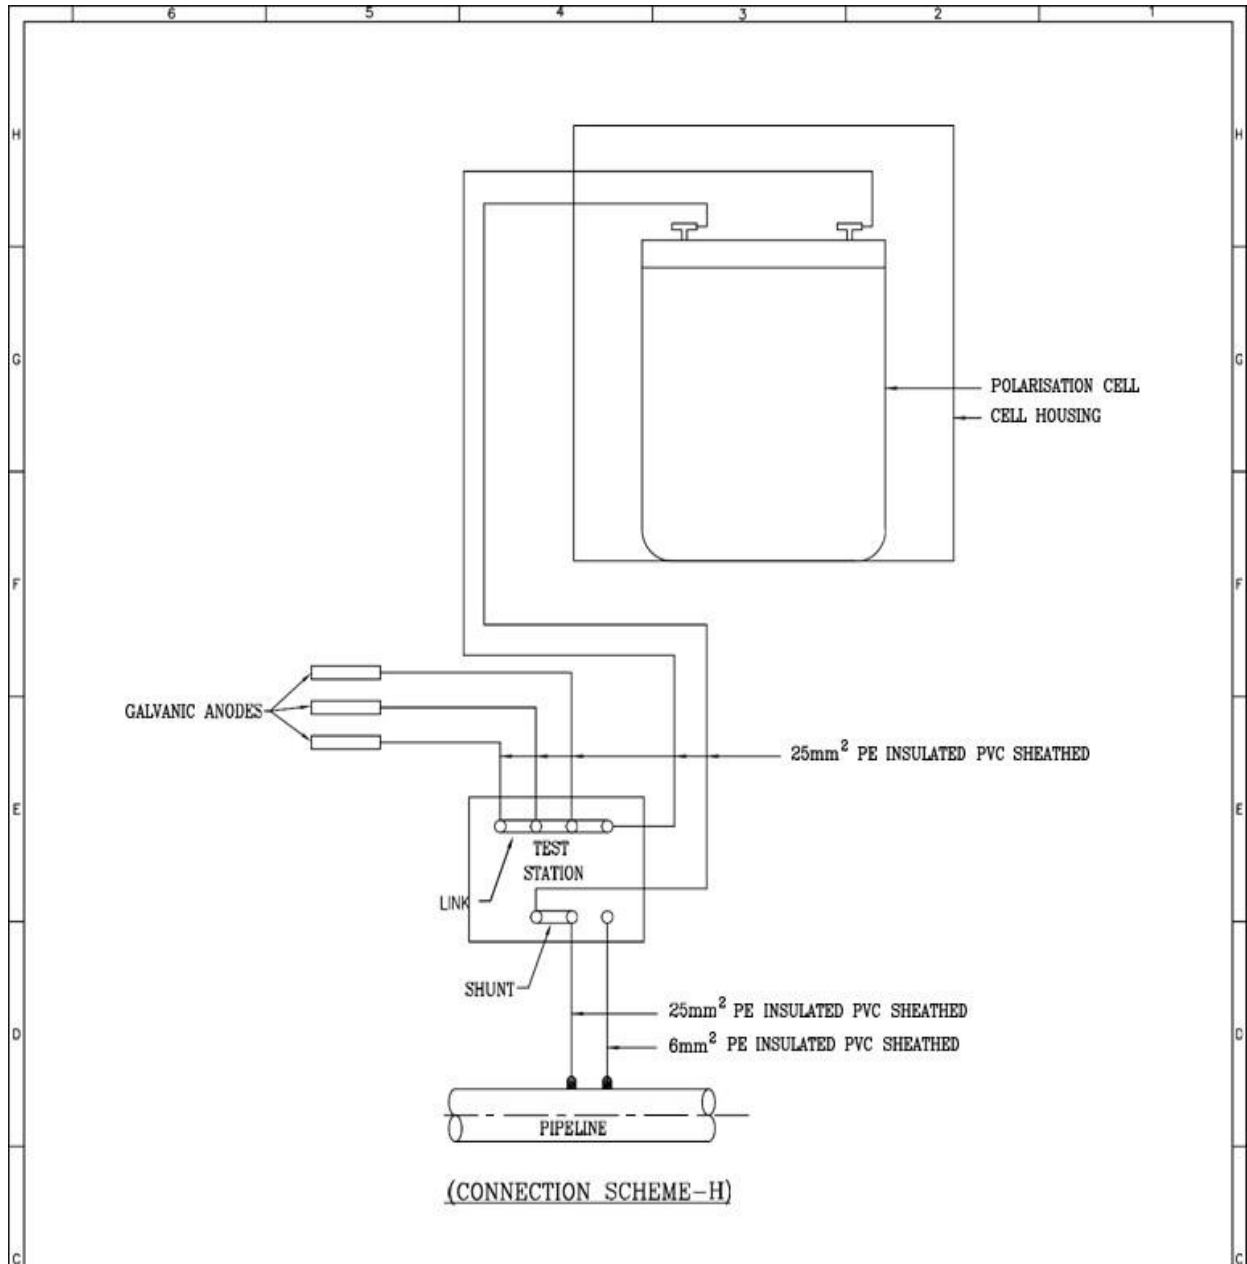 6 5 4 3 2 1
H H
G G
POLARISATION CELL
CELL HOUSING
F F
GALVANIC ANODES
25mm² PE INSULATED PVC SHEATHED
E E
TEST
STATION
LINK
SHUNT
25mm² PE INSULATED PVC SHEATHED
D D
6mm² PE INSULATED PVC SHEATHED
PIPELINE
(CONNECTION SCHEME-H)
C C